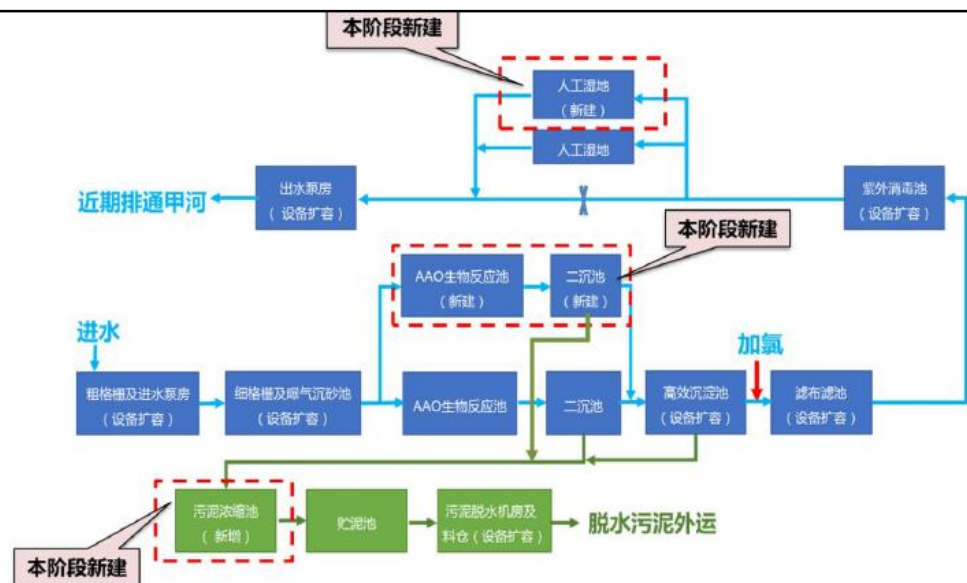 本阶段新建
人工湿地
（新建）
人工湿地
近期排通甲河
出水泵房
（设备扩容）
紫外消毒池
（设备扩容）
本阶段新建
AAO生物反应池
（新建）
二沉池
（新建）
进水
加氯
粗格栅及进水泵房
（设备扩容）
细格栅及曝气沉砂池
（设备扩容）
AAO生物反应池
二沉池
高效沉淀池
（设备扩容）
滤布滤池
（设备扩容）
污泥浓缩池
（新增）
贮泥池
污泥脱水机房及
料仓（设备扩容）
脱水污泥外运
本阶段新建